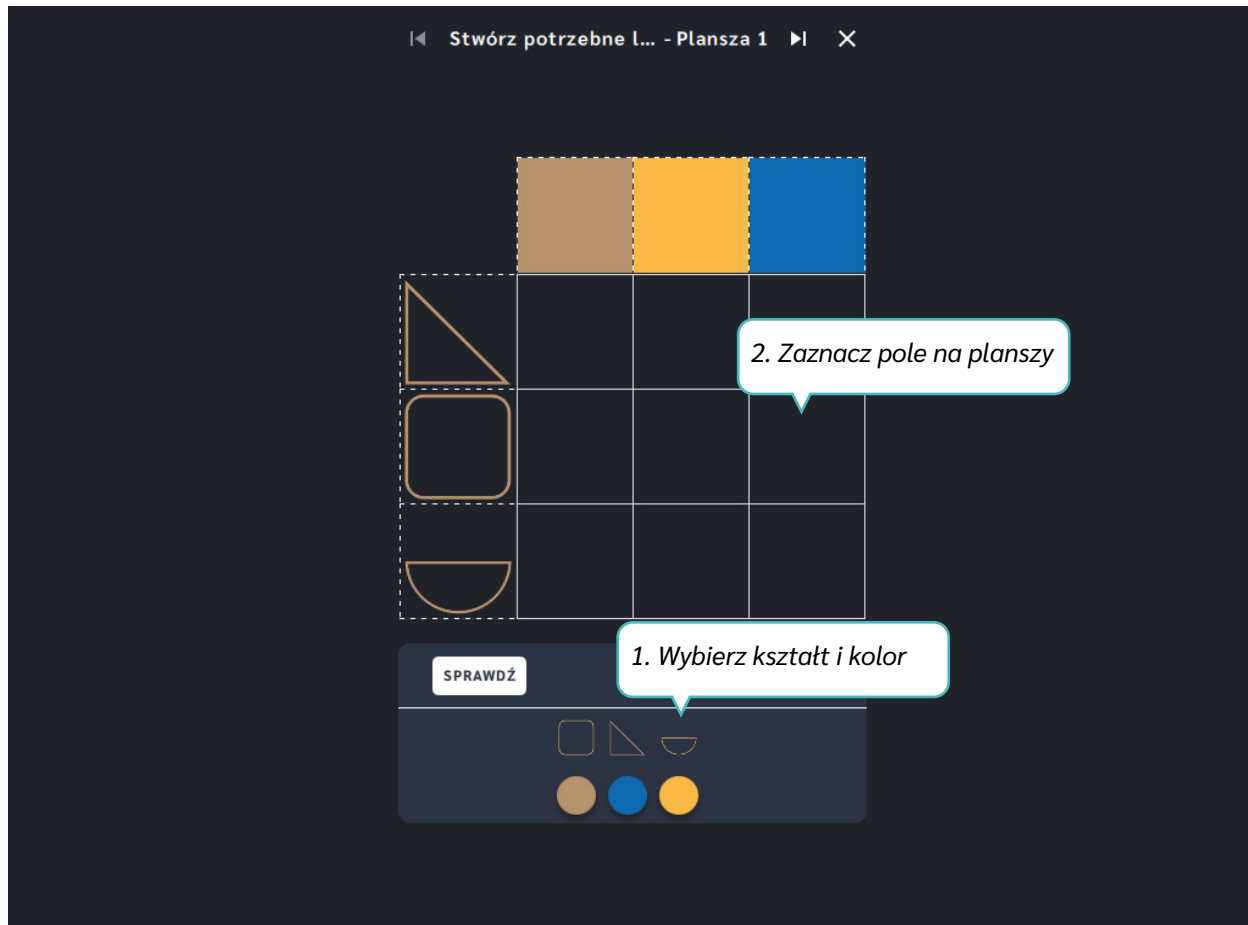 Stwórz potrzebne l... - Plansza 1
2. Zaznacz pole na planszy
1. Wybierz kształt i kolor
SPRAWDŹ